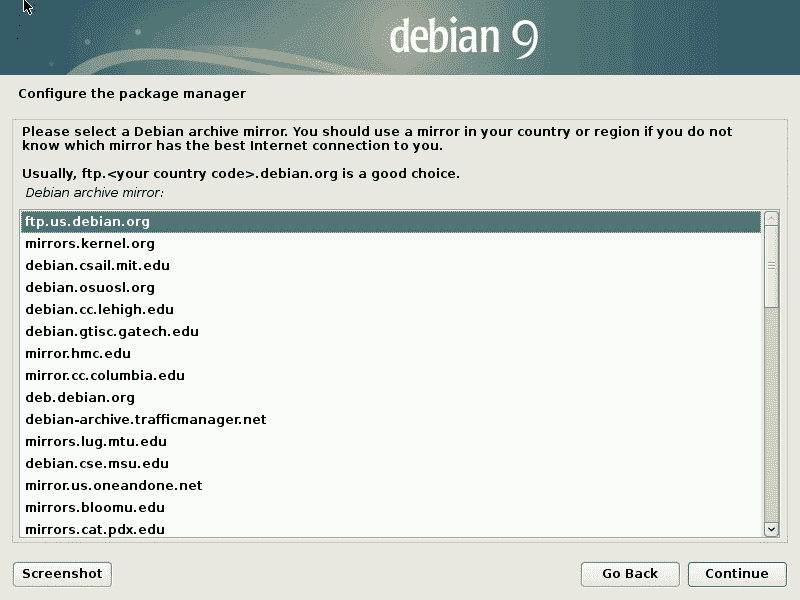 debian 9
Configure the package manager
Please select a Debian archive mirror. You should use a mirror in your country or region if you do not
know which mirror has the best Internet connection to you.
Usually, ftp.<your country code>.debian.org is a good choice.
Debian archive mirror:
ftp.us.debian.org
mirrors.kernel.org
debian.csail.mit.edu
debian.osuosl.org
debian.cc.lehigh.edu
debian.gtisc.gatech.edu
mirror.hmc.edu
mirror.cc.columbia.edu
deb.debian.org
debian-archive.trafficmanager.net
mirrors.lug.mtu.edu
debian.cse.msu.edu
mirror.us.oneandone.net
mirrors.bloomu.edu
mirrors.cat.pdx.edu
Screenshot
Go Back
Continue